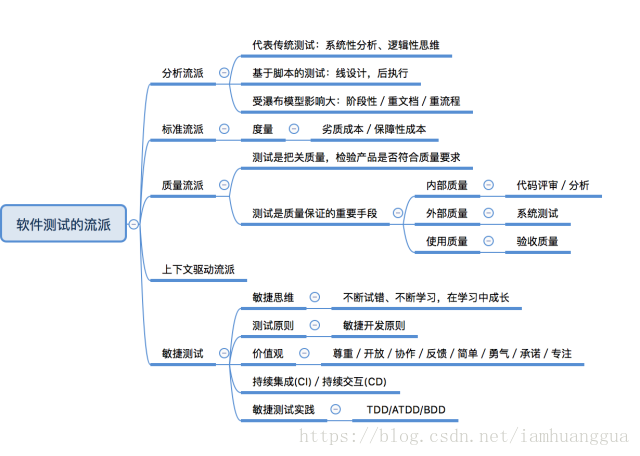 软件测试的流派
分析流派
代表传统测试：系统性分析、逻辑性思维
基于脚本的测试：线设计，后执行
受瀑布模型影响大：阶段性 / 重文档 / 重流程
标准流派
度量
劣质成本 / 保障性成本
质量流派
测试是把关质量，检验产品是否符合质量要求
测试是质量保证的重要手段
内部质量
代码评审 / 分析
外部质量
系统测试
使用质量
验收质量
上下文驱动流派
敏捷测试
敏捷思维
不断试错、不断学习，在学习中成长
测试原则
敏捷开发原则
价值观
尊重 / 开放 / 协作 / 反馈 / 简单 / 勇气 / 承诺 / 专注
持续集成(CI) / 持续交互(CD)
敏捷测试实践
TDD/ATDD/BDD
https://blog.csdn.net/iamhuanggua